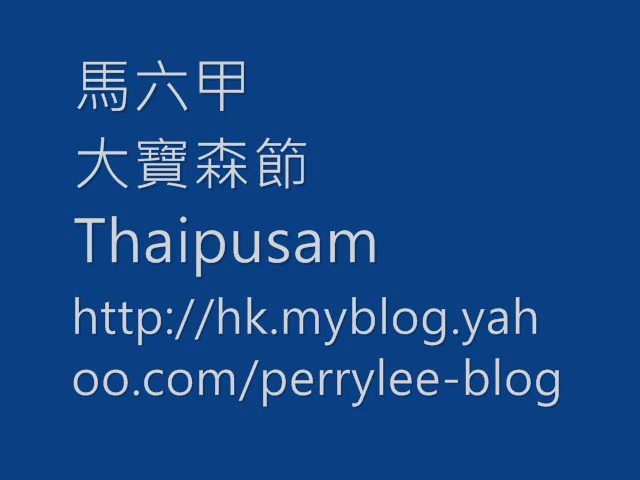 馬六甲
大寶森節
Thaipusam
http://hk.myblog.yah
oo.com/perrylee-blog